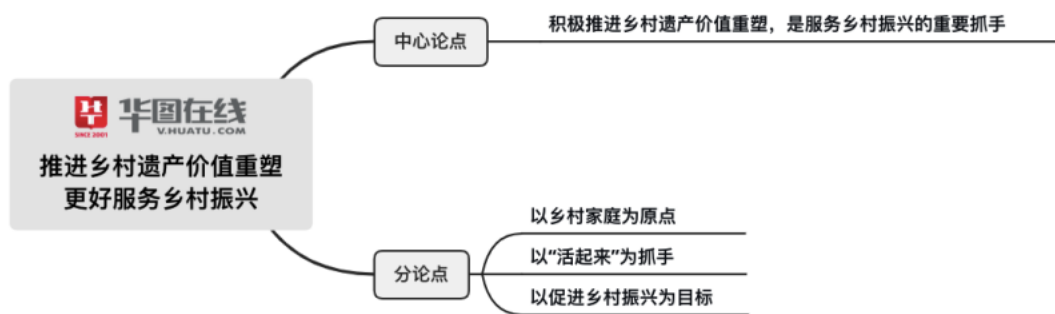 华图在线
SINCE 2001
V.HUATU.COM
推进乡村遗产价值重塑
更好服务乡村振兴
中心论点
积极推进乡村遗产价值重塑，是服务乡村振兴的重要抓手
分论点
以乡村家庭为原点
以“活起来”为抓手
以促进乡村振兴为目标